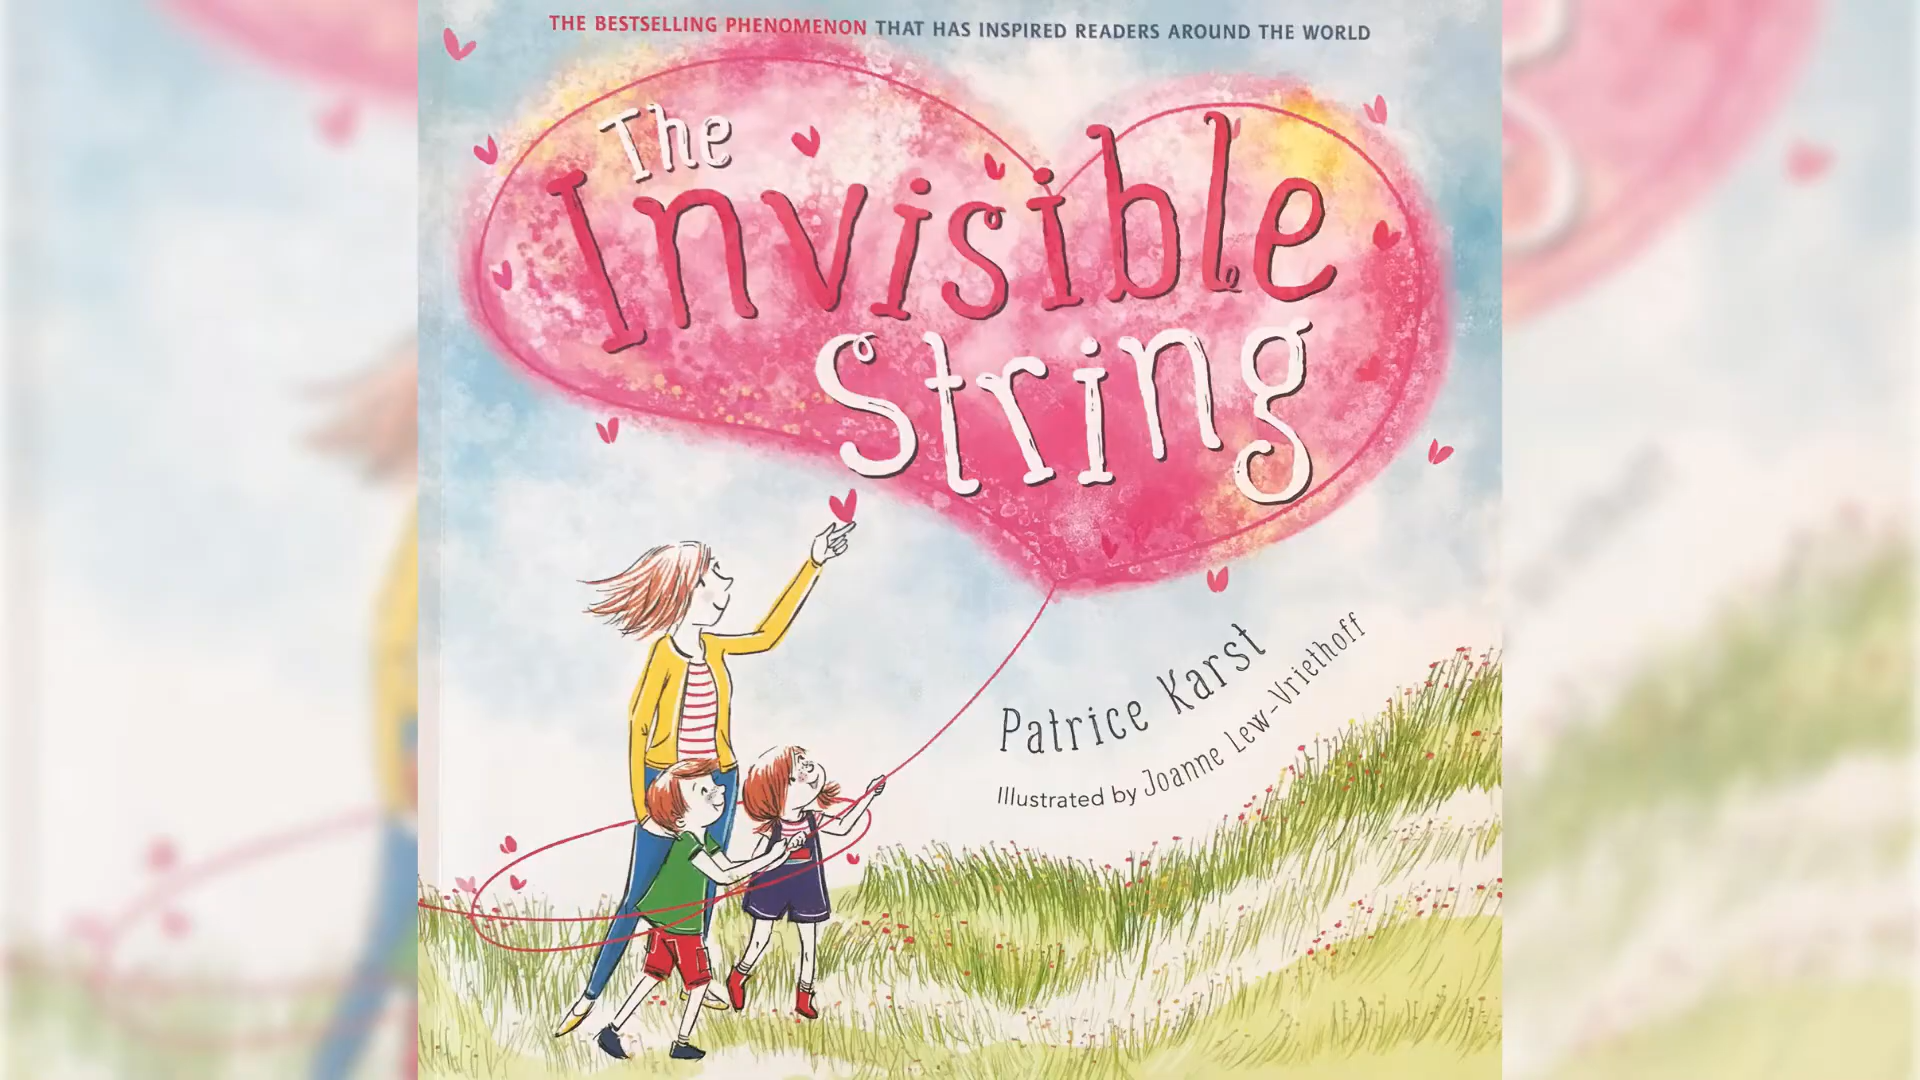 THE BESTSELLING PHENOMENON THAT HAS INSPIRED READERS AROUND THE WORLD
The
Invisible
String
Patrice Karst
Illustrated by Joanne Lew-Vriethoff